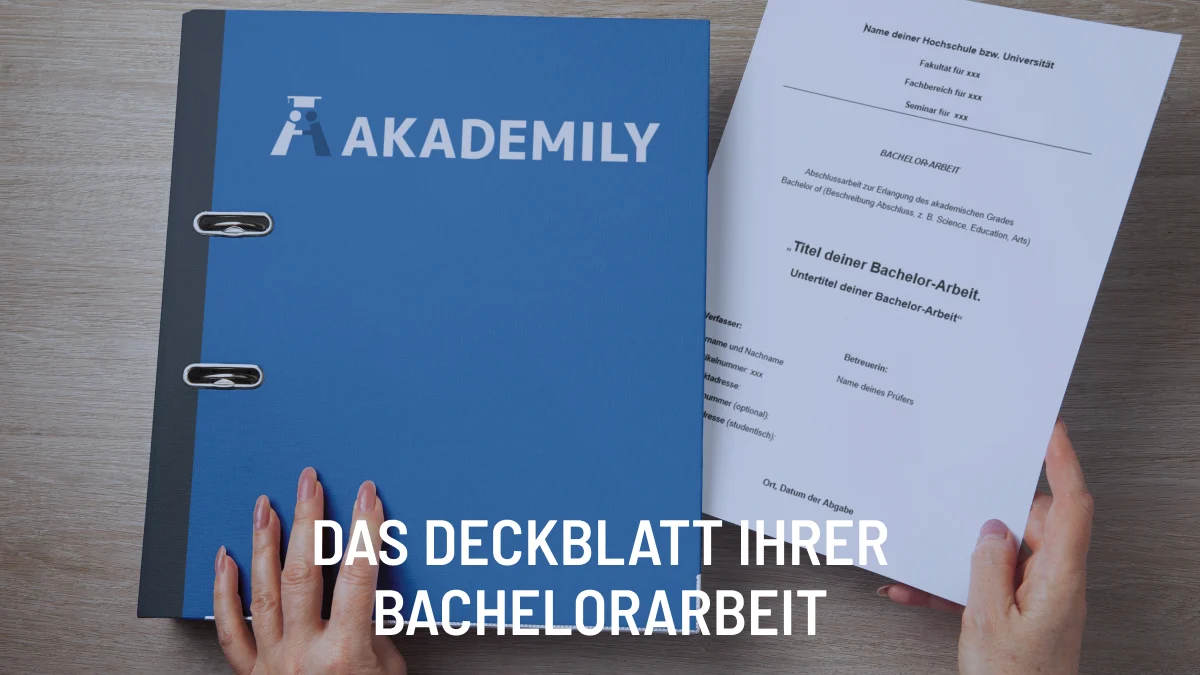 AKADEMILY
Name deiner Hochschule bzw. Universität
Fakultät für xxx
Fachbereich für xxx
Seminar für xxx
BACHELOR-ARBEIT
Abschlussarbeit zur Erlangung des akademischen Grades
Bachelor of (Beschreibung Abschluss, z. B. Science, Education, Arts)
„Titel deiner Bachelor-Arbeit.
Untertitel deiner Bachelor-Arbeit“
Verfasser:
und Nachname
xxx
Betreuerin:
Name deines Prüfers
(optional):
(studentisch):
Ort, Datum der Abgabe
DAS DECKBLATT IHRER
BACHELORARBEIT